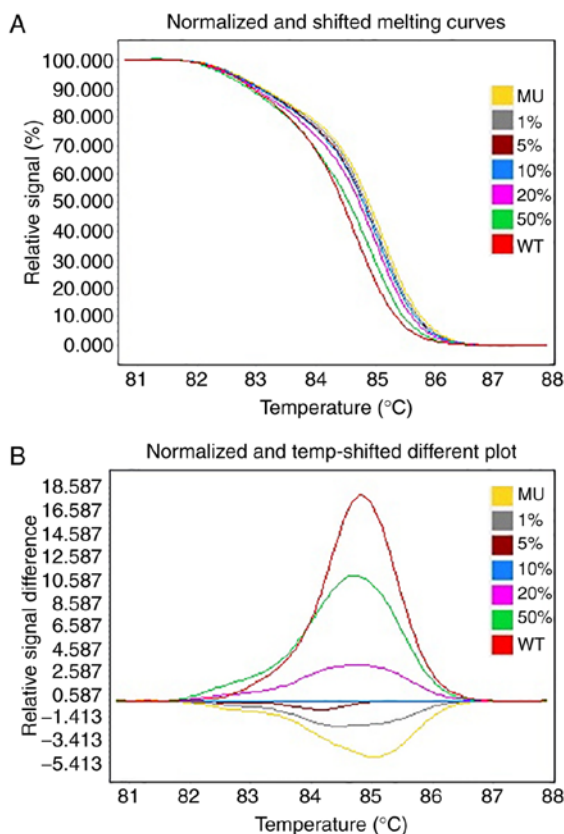 A
Normalized and shifted melting curves
Relative signal (%)
100.000
90.000
80.000
70.000
60.000
50.000
40.000
30.000
20.000
10.000
0.000
MU
1%
5%
10%
20%
50%
WT
81 82 83 84 85 86 87 88
Temperature (°C)
B
Normalized and temp-shifted different plot
Relative signal difference
18.587
16.587
14.587
12.587
10.587
8.587
6.587
4.587
2.587
0.587
−1.413
−3.413
−5.413
MU
1%
5%
10%
20%
50%
WT
81 82 83 84 85 86 87 88
Temperature (°C)